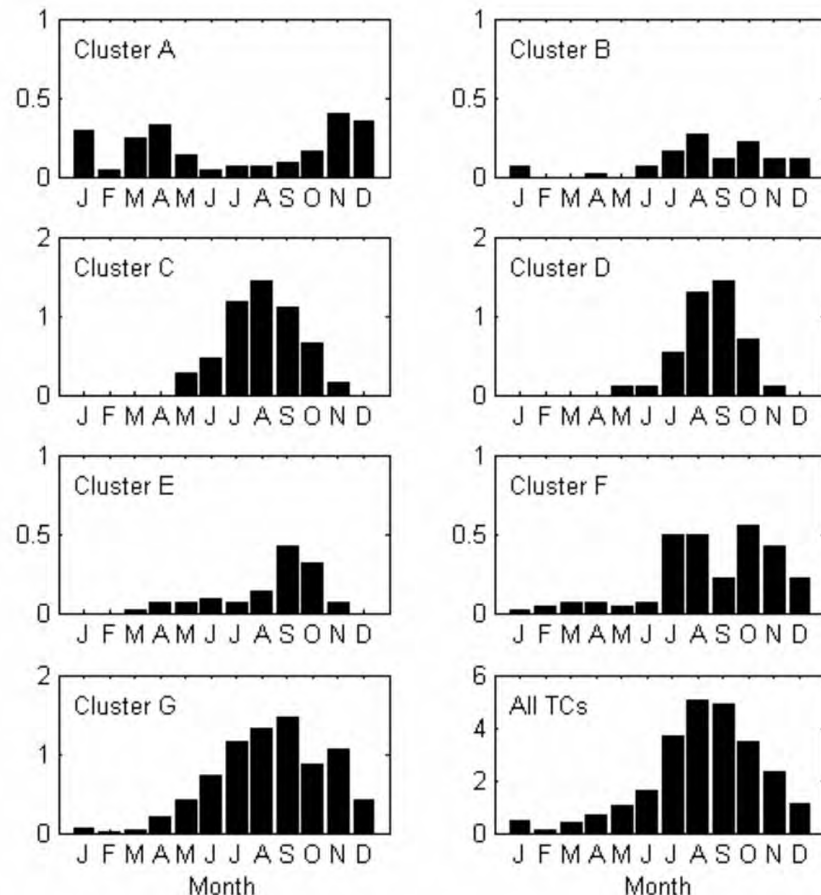 1
Cluster A
0.5
0
J F M A M J J A S O N D
1
Cluster B
0.5
0
J F M A M J J A S O N D
2
Cluster C
1
0
J F M A M J J A S O N D
2
Cluster D
1
0
J F M A M J J A S O N D
1
Cluster E
0.5
0
J F M A M J J A S O N D
1
Cluster F
0.5
0
J F M A M J J A S O N D
2
Cluster G
1
0
J F M A M J J A S O N D
Month
6
All TCs
4
2
0
J F M A M J J A S O N D
Month